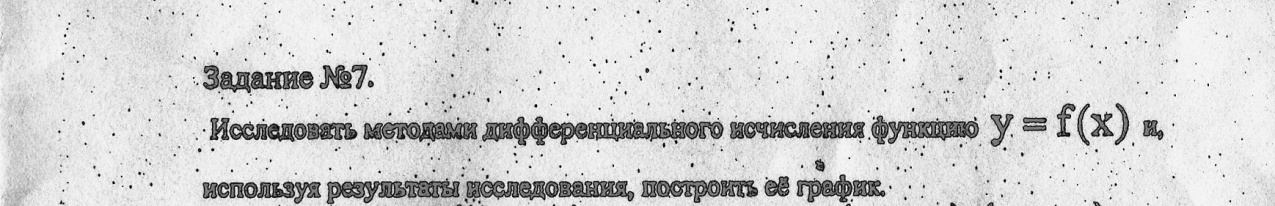 Задание №7.
Исследовать методами дифференциального исчисления функцию y = f(x) и,
используя результаты исследования, построить её график.